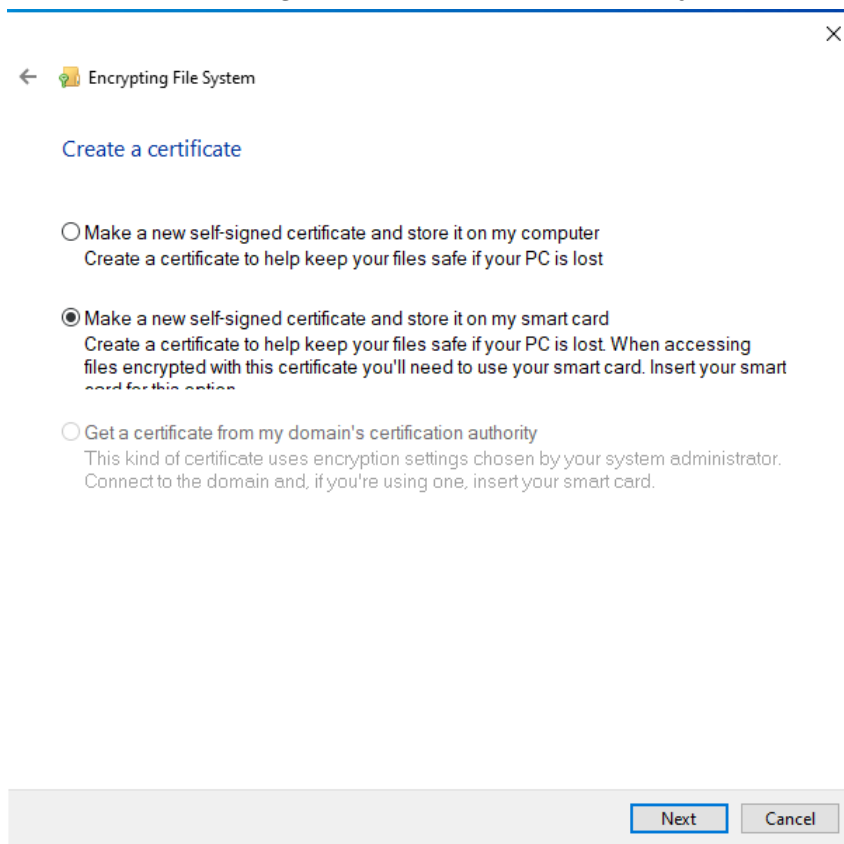 Encrypting File System
Create a certificate
Make a new self-signed certificate and store it on my computer
Create a certificate to help keep your files safe if your PC is lost
Make a new self-signed certificate and store it on my smart card
Create a certificate to help keep your files safe if your PC is lost. When accessing
files encrypted with this certificate you'll need to use your smart card. Insert your smart
card for this option
Get a certificate from my domain's certification authority
This kind of certificate uses encryption settings chosen by your system administrator.
Connect to the domain and, if you're using one, insert your smart card.
Next
Cancel